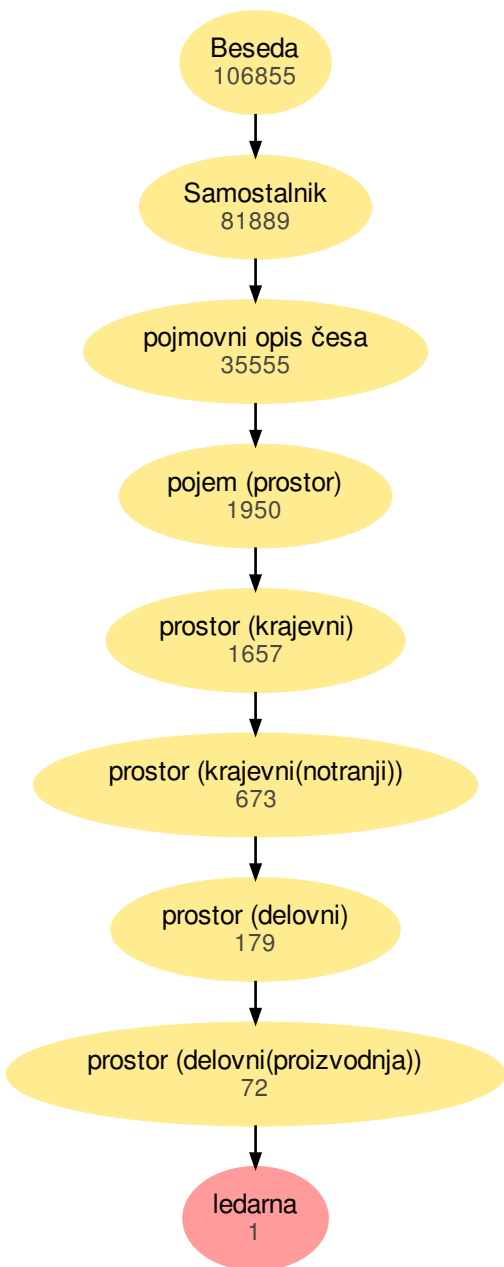 Beseda
106855
Samostalnik
81889
pojmovni opis česa
35555
pojem (prostor)
1950
prostor (krajevni)
1657
prostor (krajevni(notranji))
673
prostor (delovni)
179
prostor (delovni(proizvodnja))
72
ledarna
1